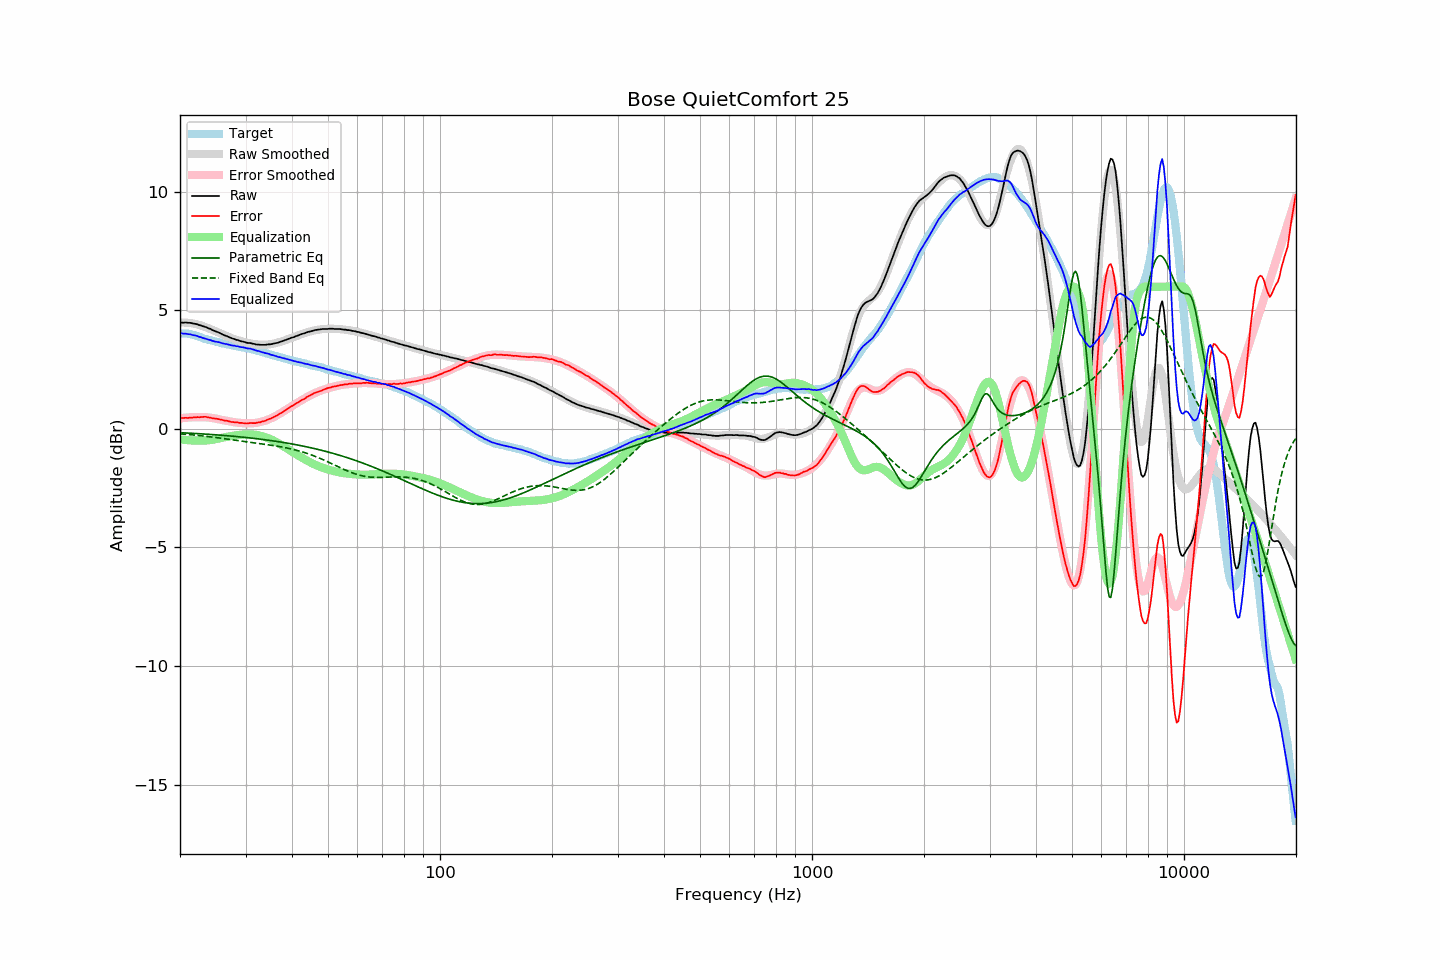 Bose QuietComfort 25
Target
Raw Smoothed
Error Smoothed
Raw
Error
Equalization
Parametric Eq
Fixed Band Eq
Equalized
10
5
0
−5
−10
−15
Amplitude (dBr)
100
1000
10000
Frequency (Hz)